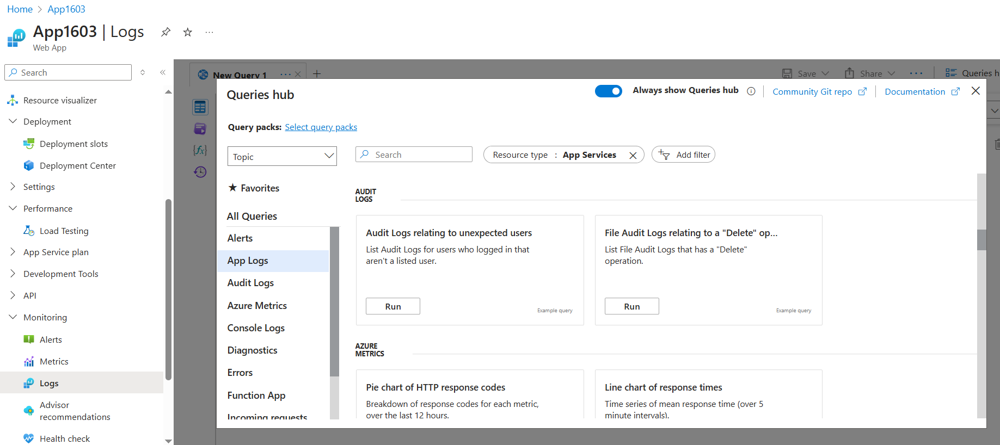 Home > App1603
App1603 | Logs
Web App
Search
Resource visualizer
Deployment
Deployment slots
Deployment Center
Settings
Performance
Load Testing
App Service plan
Development Tools
API
Monitoring
Alerts
Metrics
Logs
Advisor
recommendations
Health check
New Query 1
Save
Share
Queries h
Queries hub
Always show Queries hub
Community Git repo
Documentation
Query packs: Select query packs
Topic
Search
Resource type : App Services
Add filter
Favorites
All Queries
Alerts
App Logs
Audit Logs
Azure Metrics
Console Logs
Diagnostics
Errors
Function App
Incoming requests
AUDIT
LOGS
Audit Logs relating to unexpected users
List Audit Logs for users who logged in that
aren't a listed user.
Run
Example query
File Audit Logs relating to a "Delete" op...
List File Audit Logs that has a "Delete"
operation.
Run
Example query
AZURE
METRICS
Pie chart of HTTP response codes
Breakdown of response codes for each metric,
over the last 12 hours.
Line chart of response times
Time series of mean response time (over 5
minute intervals).